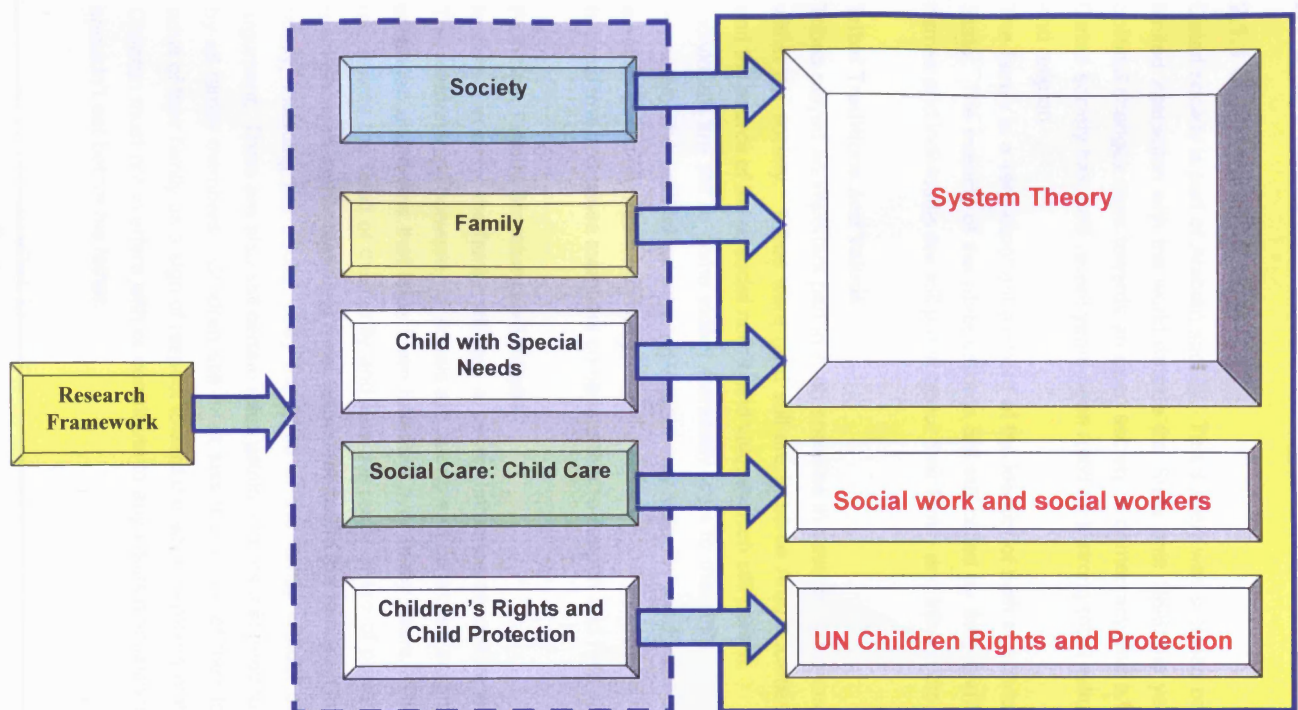 Research
Framework
Society
Family
Child with Special
Needs
Social Care: Child Care
Children's Rights and
Child Protection
System Theory
Social work and social workers
UN Children Rights and Protection